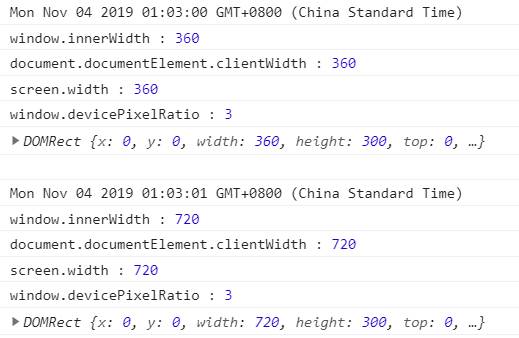 Mon Nov 04 2019 01:03:00 GMT+0800 (China Standard Time)
window.innerWidth : 360
document.documentElement.clientWidth : 360
screen.width : 360
window.devicePixelRatio : 3
▶DOMRect {x: 0, y: 0, width: 360, height: 300, top: 0, …}
Mon Nov 04 2019 01:03:01 GMT+0800 (China Standard Time)
window.innerWidth : 720
document.documentElement.clientWidth : 720
screen.width : 720
window.devicePixelRatio : 3
▶DOMRect {x: 0, y: 0, width: 720, height: 300, top: 0, …}